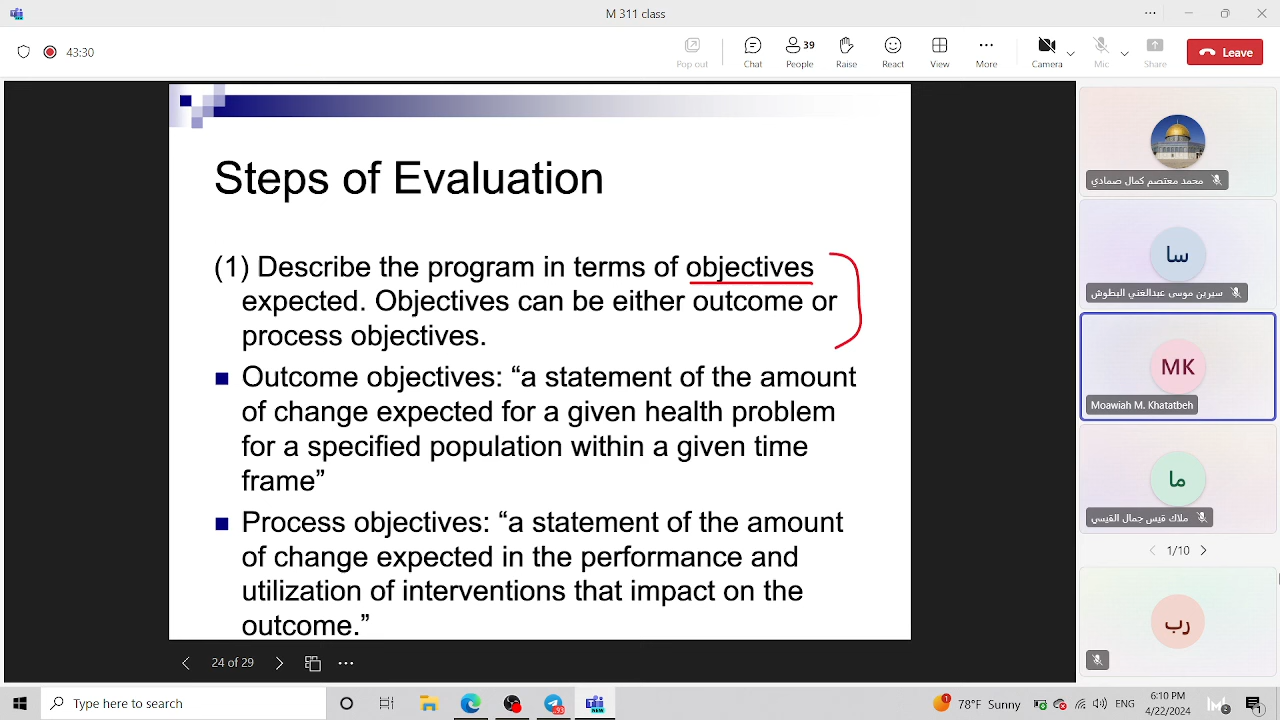 M 311 class
43:30
Pop out
Chat
39
People
Raise
React
View
More
Camera
Mic
Share
Leave
Steps of Evaluation
(1) Describe the program in terms of objectives
expected. Objectives can be either outcome or
process objectives.
Outcome objectives: “a statement of the amount
of change expected for a given health problem
for a specified population within a given time
frame”
Process objectives: “a statement of the amount
of change expected in the performance and
utilization of interventions that impact on the
outcome.”
24 of 29
محمد معتصم كمال صمادي
سا
سيرين موسى عبدالغني البطوش
MK
Moawiah M. Khatatbeh
ما
ملاك قيس جمال القيسي
1/10
رب
Type here to search
93
NEW
1
78°F Sunny
ENG
6:10 PM
4/22/2024
2
1